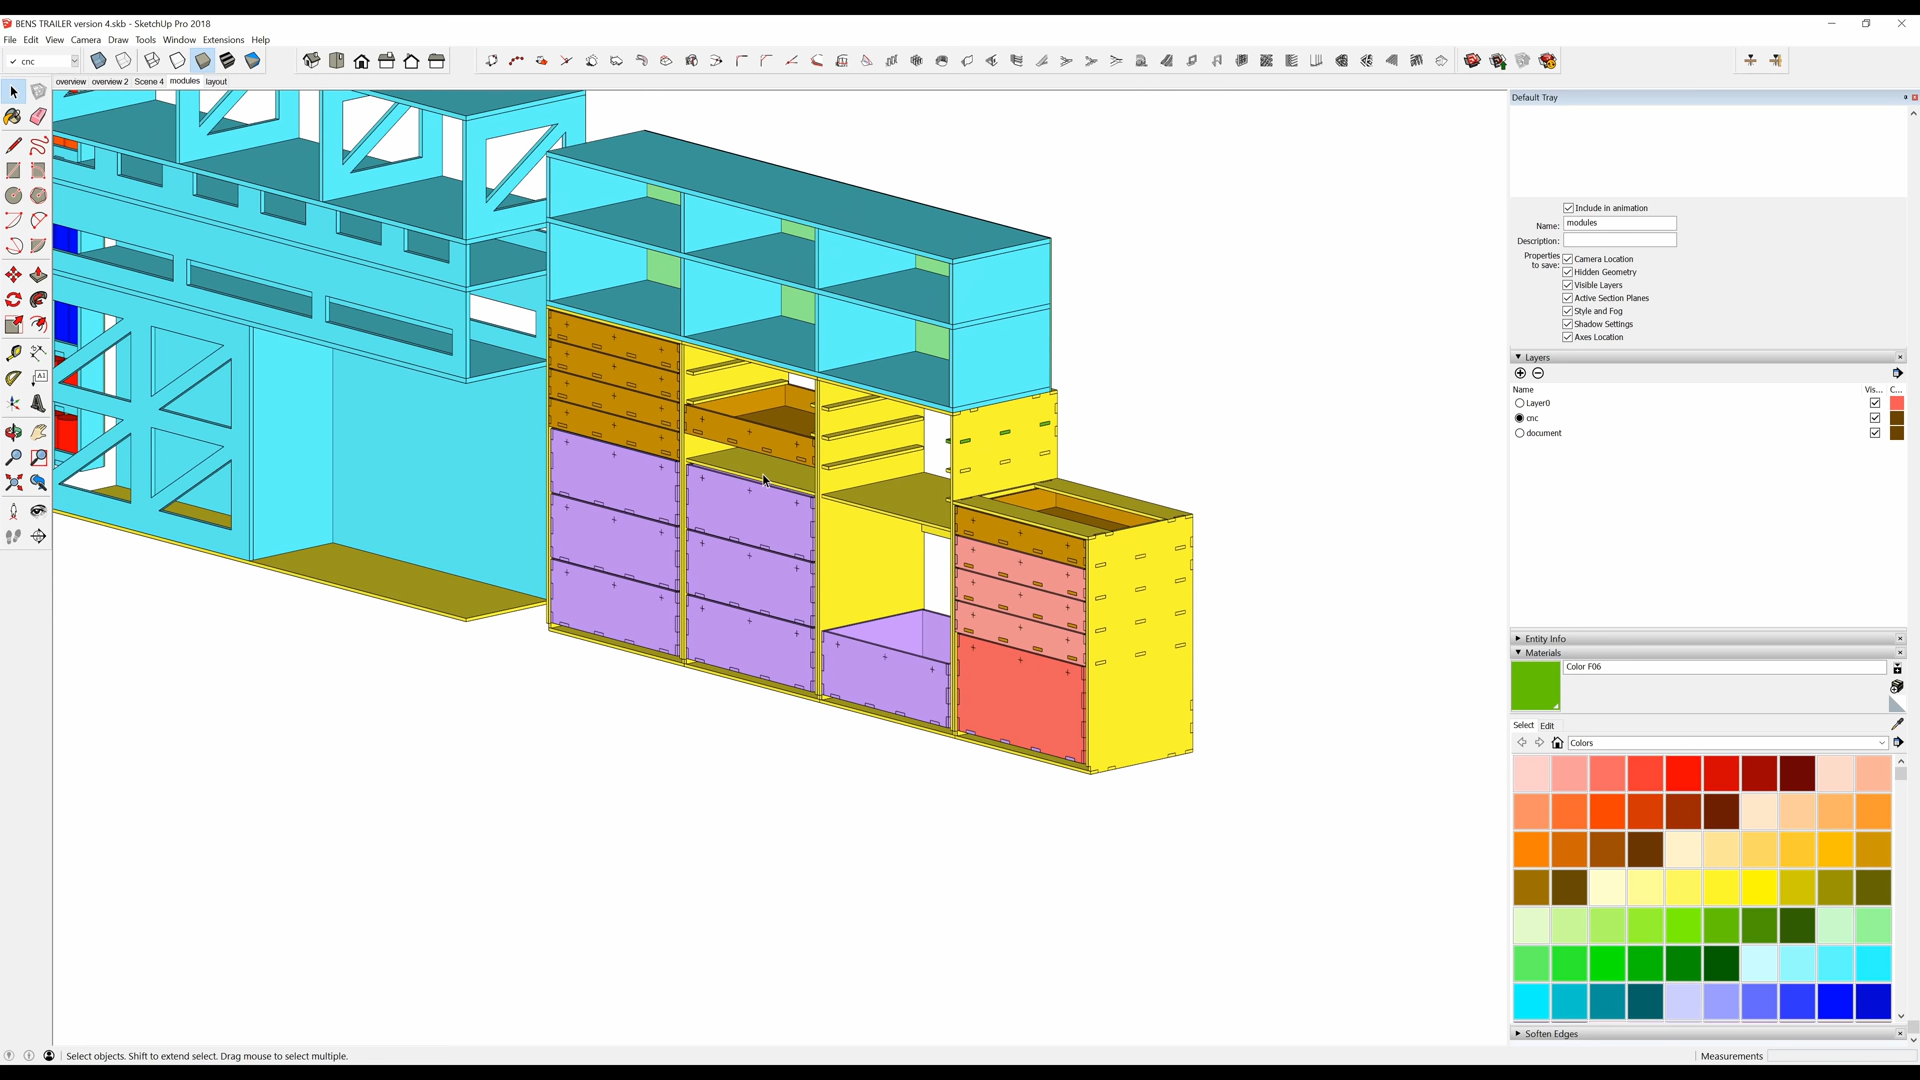 BENS TRAILER version 4.skb - SketchUp Pro 2018
File Edit View Camera Draw Tools Window Extensions Help
cnc
overview overview 2 Scene 4 modules layout
Default Tray
Include in animation
Name: modules
Description:
Properties to save:
Camera Location
Hidden Geometry
Visible Layers
Active Section Planes
Style and Fog
Shadow Settings
Axes Location
Layers
Name Vis... C...
Layer0
cnc
document
Entity Info
Materials
Color F06
Select Edit
Colors
Soften Edges
Select objects. Shift to extend select. Drag mouse to select multiple.
Measurements